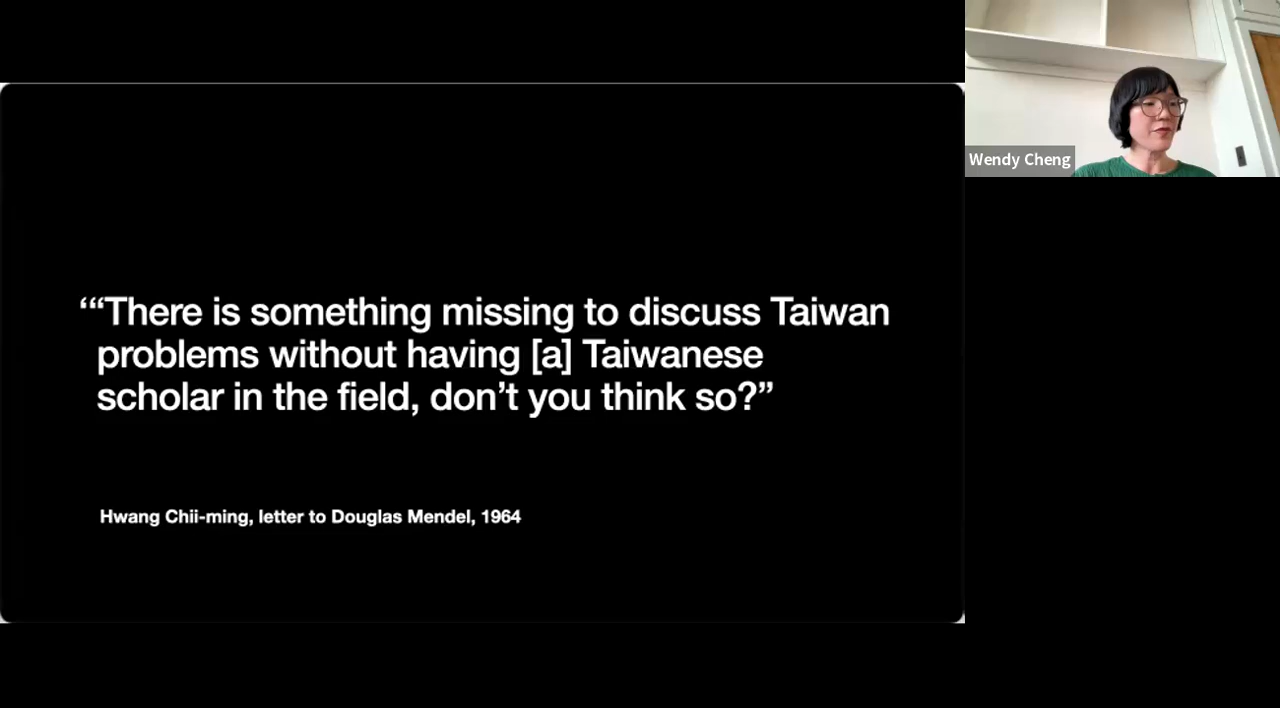 ‘“There is something missing to discuss Taiwan
problems without having [a] Taiwanese
scholar in the field, don’t you think so?”
Hwang Chii-ming, letter to Douglas Mendel, 1964
Wendy Cheng